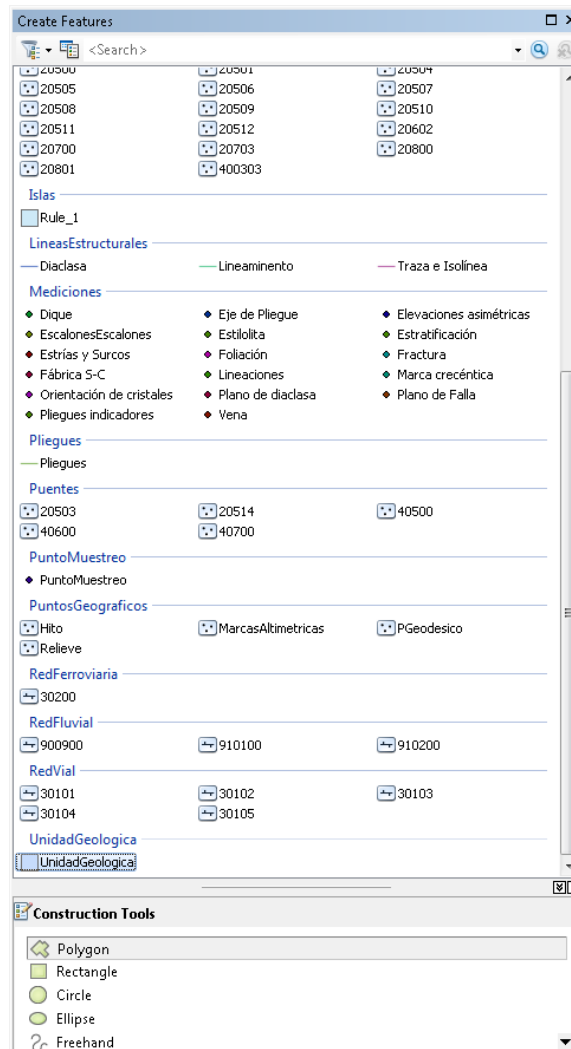 Create Features
<Search>
20500 20501 20504
20505 20506 20507
20508 20509 20510
20511 20512 20602
20700 20703 20800
20801 400303
Islas
Rule_1
LineasEstructurales
Diaclasa Lineaminento Traza e Isolínea
Mediciones
Dique Eje de Pliegue Elevaciones asimétricas
EscalonesEscalones Estilolita Estratificación
Estrías y Surcos Foliación Fractura
Fábrica S-C Lineaciones Marca crecéntica
Orientación de cristales Plano de diaclasa Plano de Falla
Pliegues indicadores Vena
Pliegues
Pliegues
Puentes
20503 20514 40500
40600 40700
PuntoMuestreo
PuntoMuestreo
PuntosGeograficos
Hito MarcasAltimetricas PGeodesico
Relieve
RedFerroviaria
30200
RedFluvial
900900 910100 910200
RedVial
30101 30102 30103
30104 30105
UnidadGeologica
UnidadGeologica
Construction Tools
Polygon
Rectangle
Circle
Ellipse
Freehand